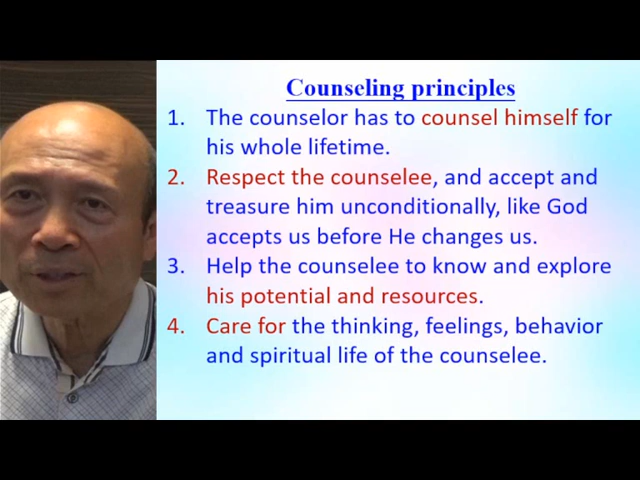 Counseling principles
1. The counselor has to counsel himself for
his whole lifetime.
2. Respect the counselee, and accept and
treasure him unconditionally, like God
accepts us before He changes us.
3. Help the counselee to know and explore
his potential and resources.
4. Care for the thinking, feelings, behavior
and spiritual life of the counselee.